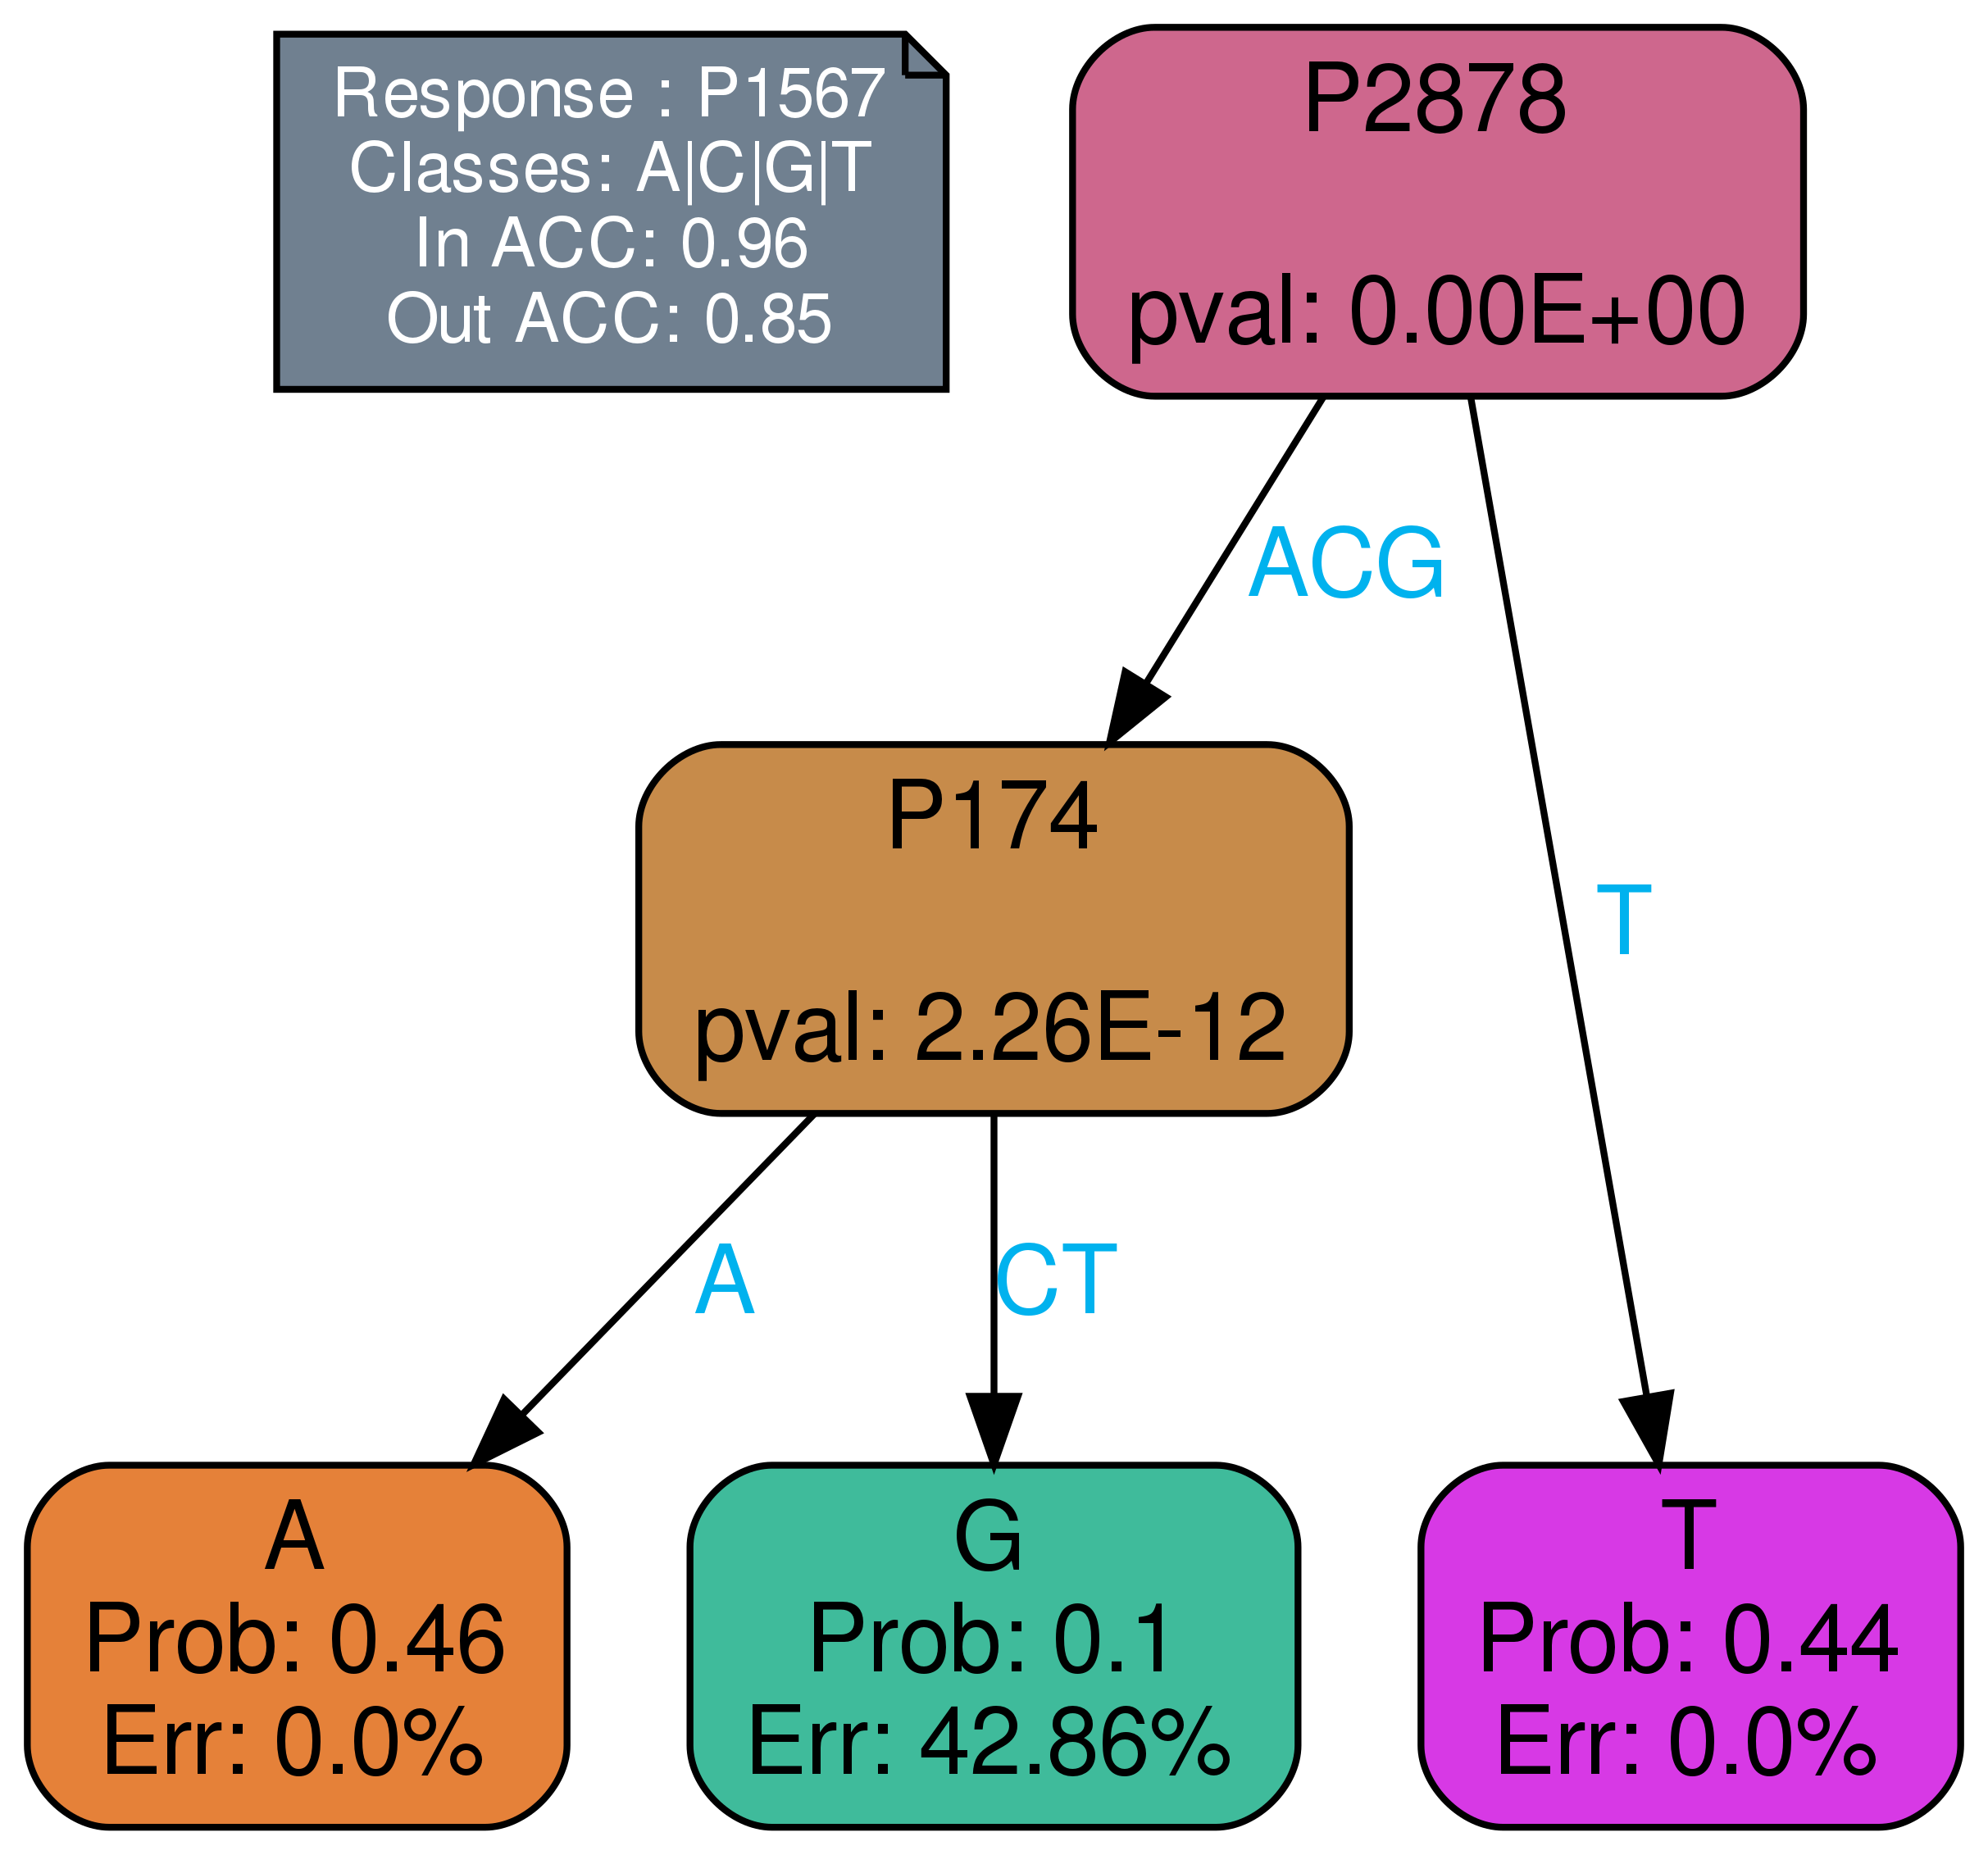 Response : P1567
Classes: A|C|G|T
In ACC: 0.96
Out ACC: 0.85
P2878
pval: 0.00E+00
ACG
T
P174
pval: 2.26E-12
A
CT
A
Prob: 0.46
Err: 0.0%
G
Prob: 0.1
Err: 42.86%
T
Prob: 0.44
Err: 0.0%